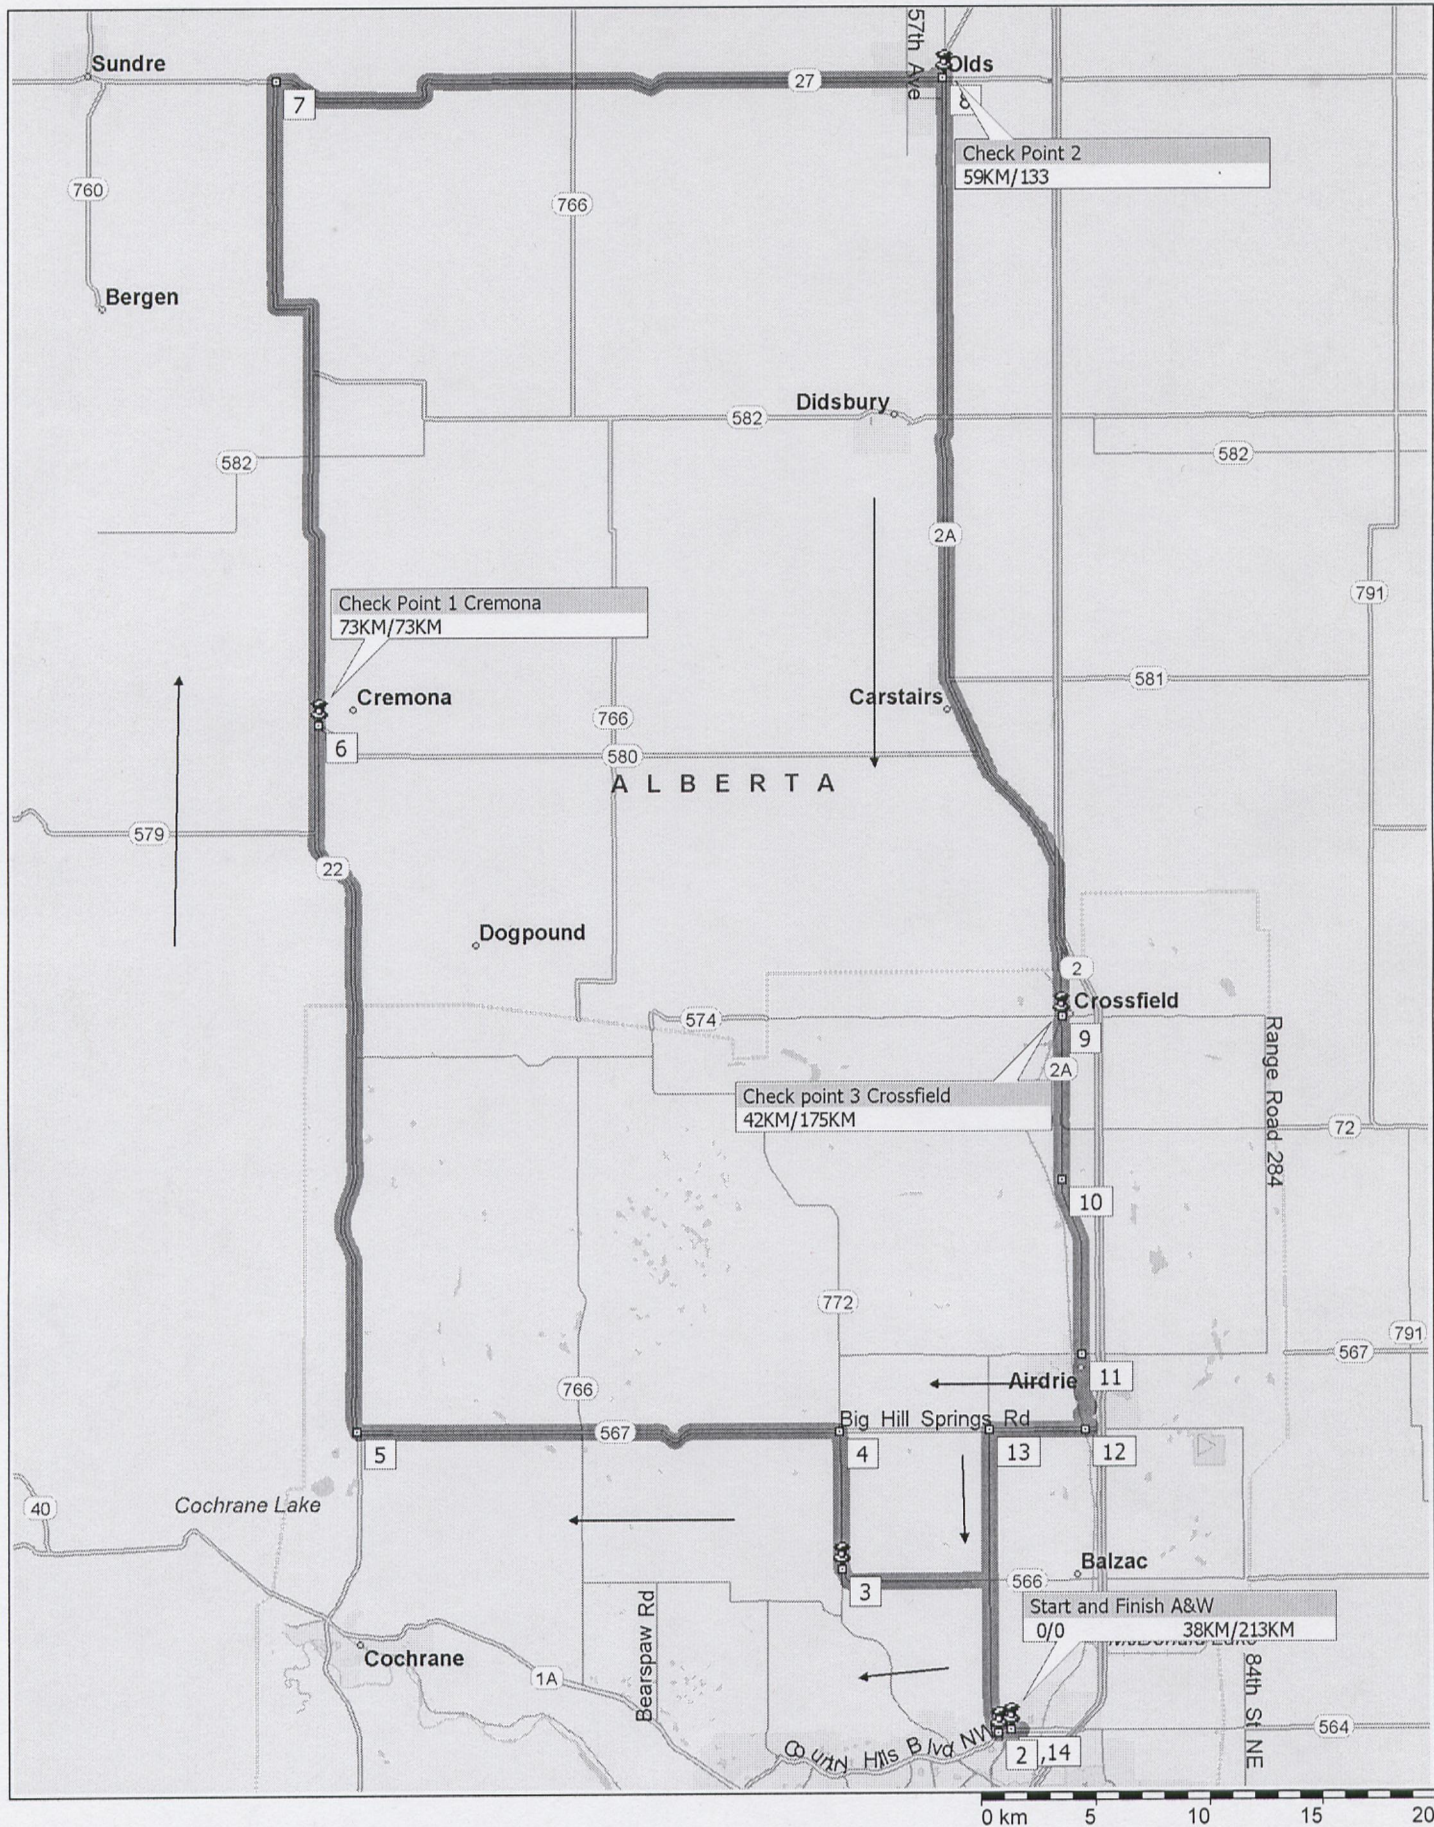 57th Ave
Sundre
Olds
7
27
8
Check Point 2
59KM/133
760
766
Bergen
Didsbury
582
582
582
2A
791
Check Point 1 Cremona
73KM/73KM
581
Cremona
Carstairs
766
6
580
ALBERTA
579
22
Dogpound
2
Crossfield
574
9
Range Road 284
2A
Check point 3 Crossfield
42KM/175KM
72
10
772
791
567
11
Airdrie
766
Big Hill Springs Rd
567
5
4
13
12
40
Cochrane Lake
Balzac
566
3
Start and Finish A&W
0/0 38KM/213KM
Bearspaw Rd
Cochrane
1A
84th St NE
564
Country Hlls Blvd NW
2 ,14
0 km 5 10 15 20